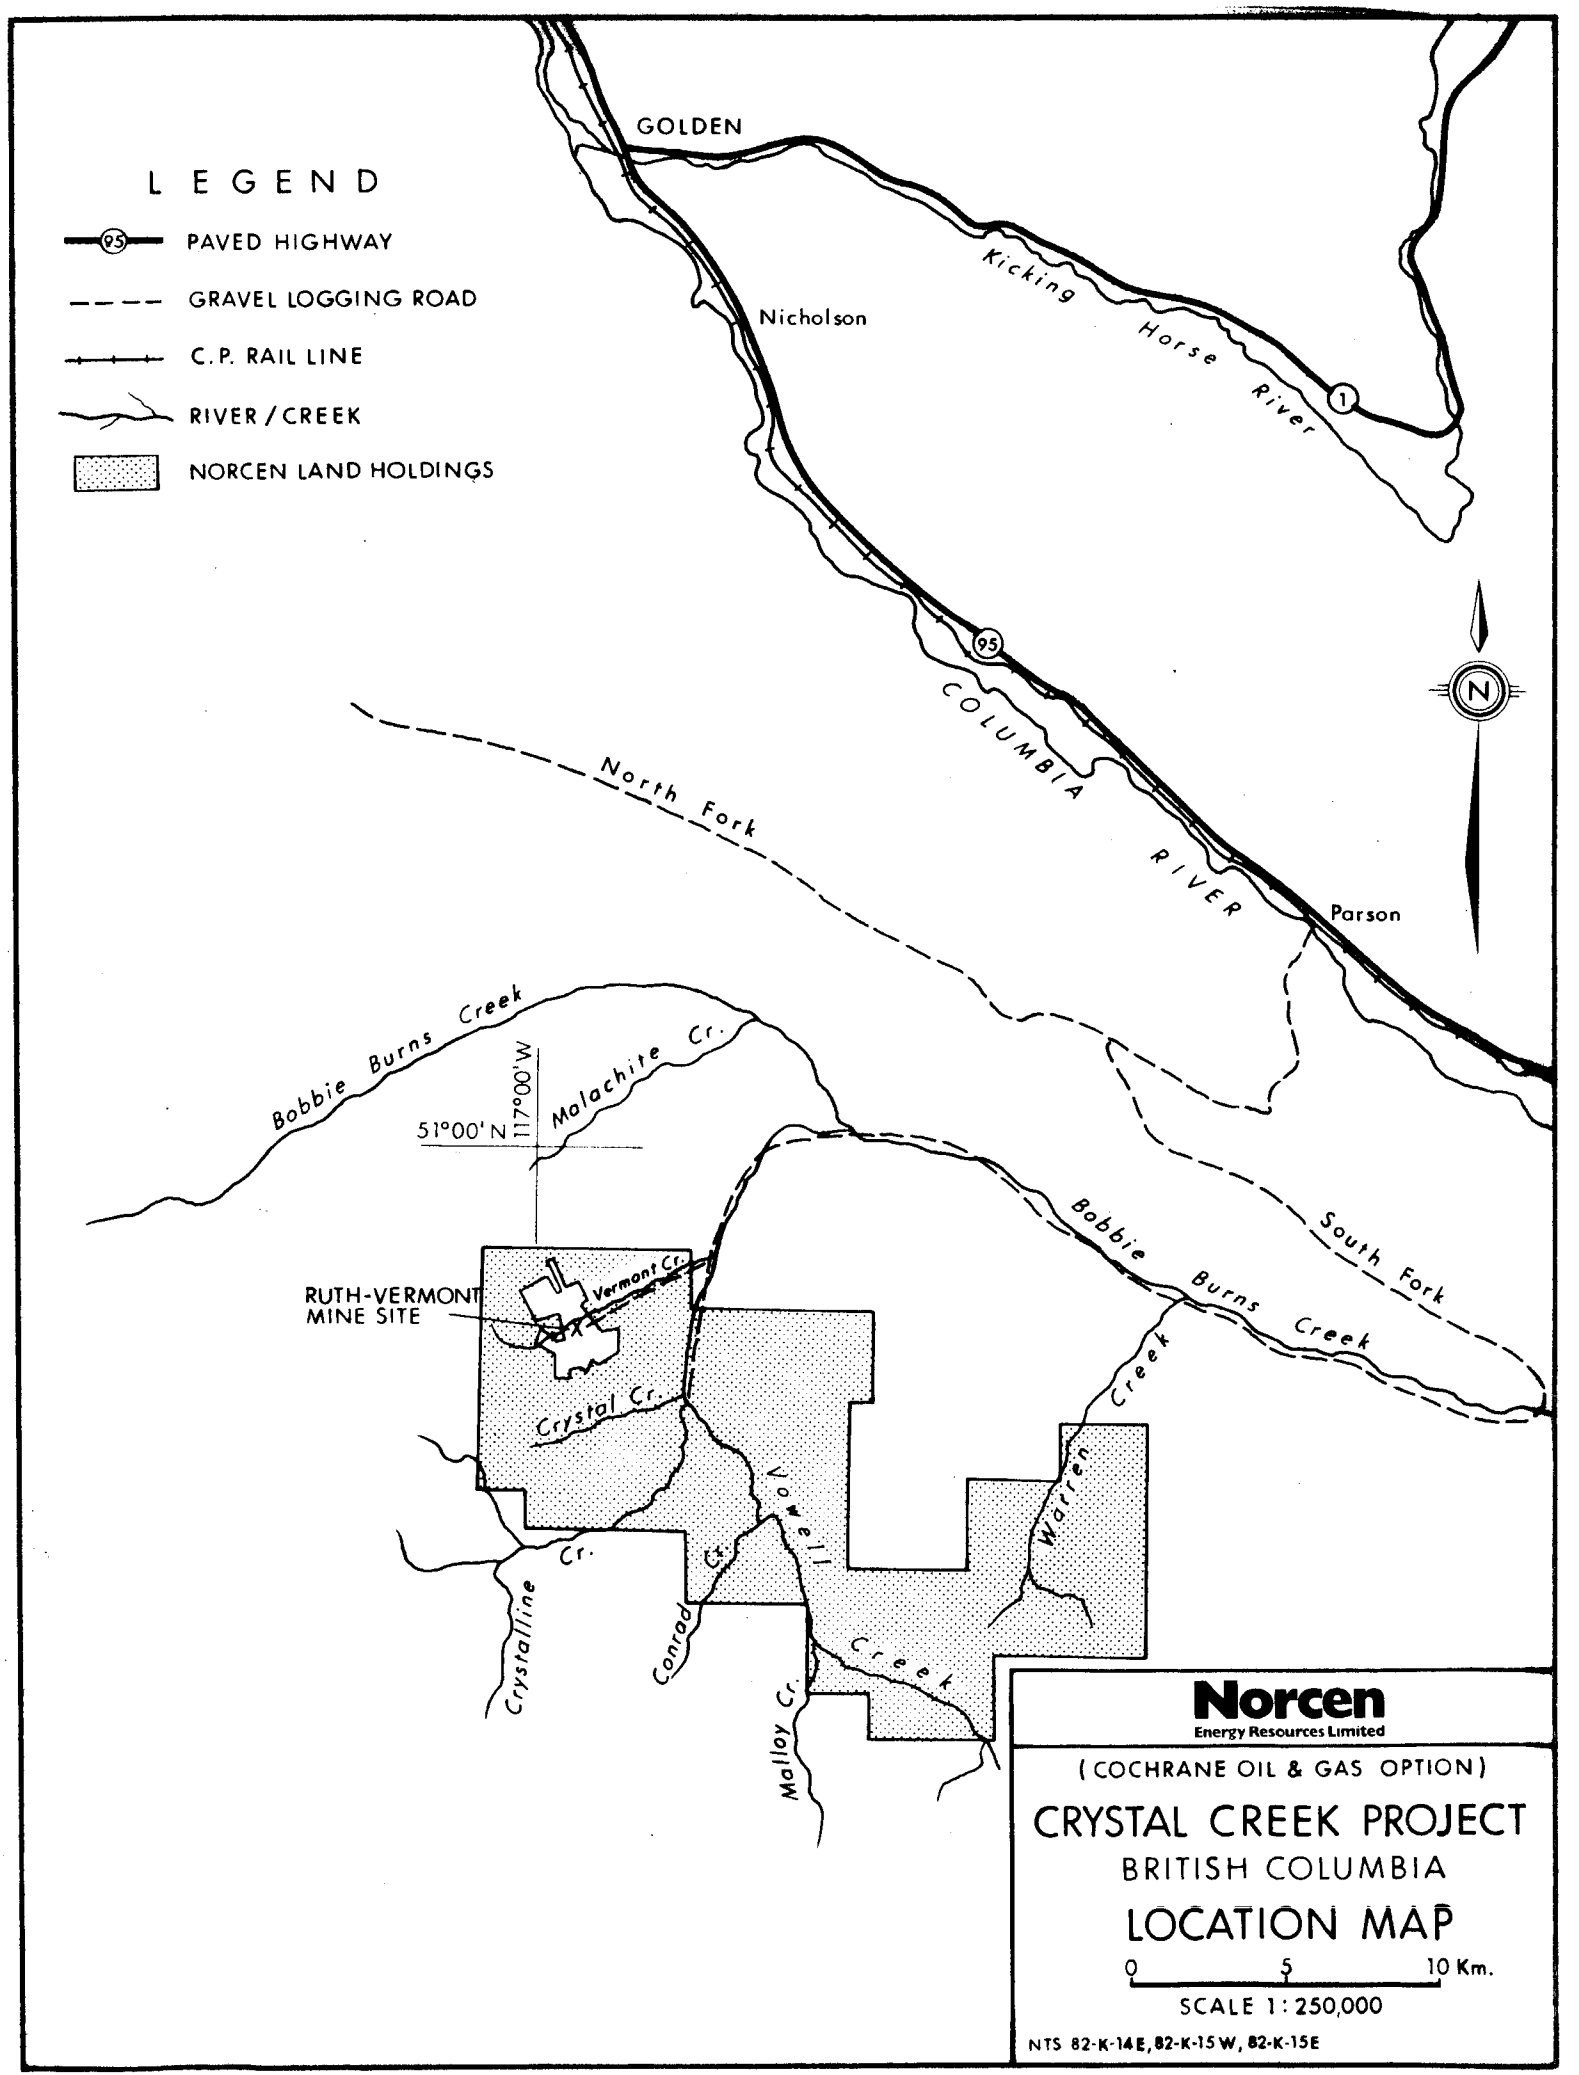 GOLDEN
LEGEND
95 PAVED HIGHWAY
GRAVEL LOGGING ROAD
C.P. RAIL LINE
RIVER/CREEK
NORCEN LAND HOLDINGS
Kicking Horse River
Nicholson
1
95
N
COLUMBIA RIVER
North Fork
Parson
Bobbie Burns Creek
Malachite Cr.
117°00'W
51°00'N
South Fork
Bobbie Burns Creek
Vermont Cr.
RUTH-VERMONT
MINE SITE
X
Crystal Cr.
Warren Creek
Vowell Creek
Crystalline Cr.
Conrad Cr.
Malloy Cr.
Norcen
Energy Resources Limited
(COCHRANE OIL & GAS OPTION)
CRYSTAL CREEK PROJECT
BRITISH COLUMBIA
LOCATION MAP
0 5 10 Km.
SCALE 1:250,000
NTS 82-K-14E, 82-K-15W, 82-K-15E